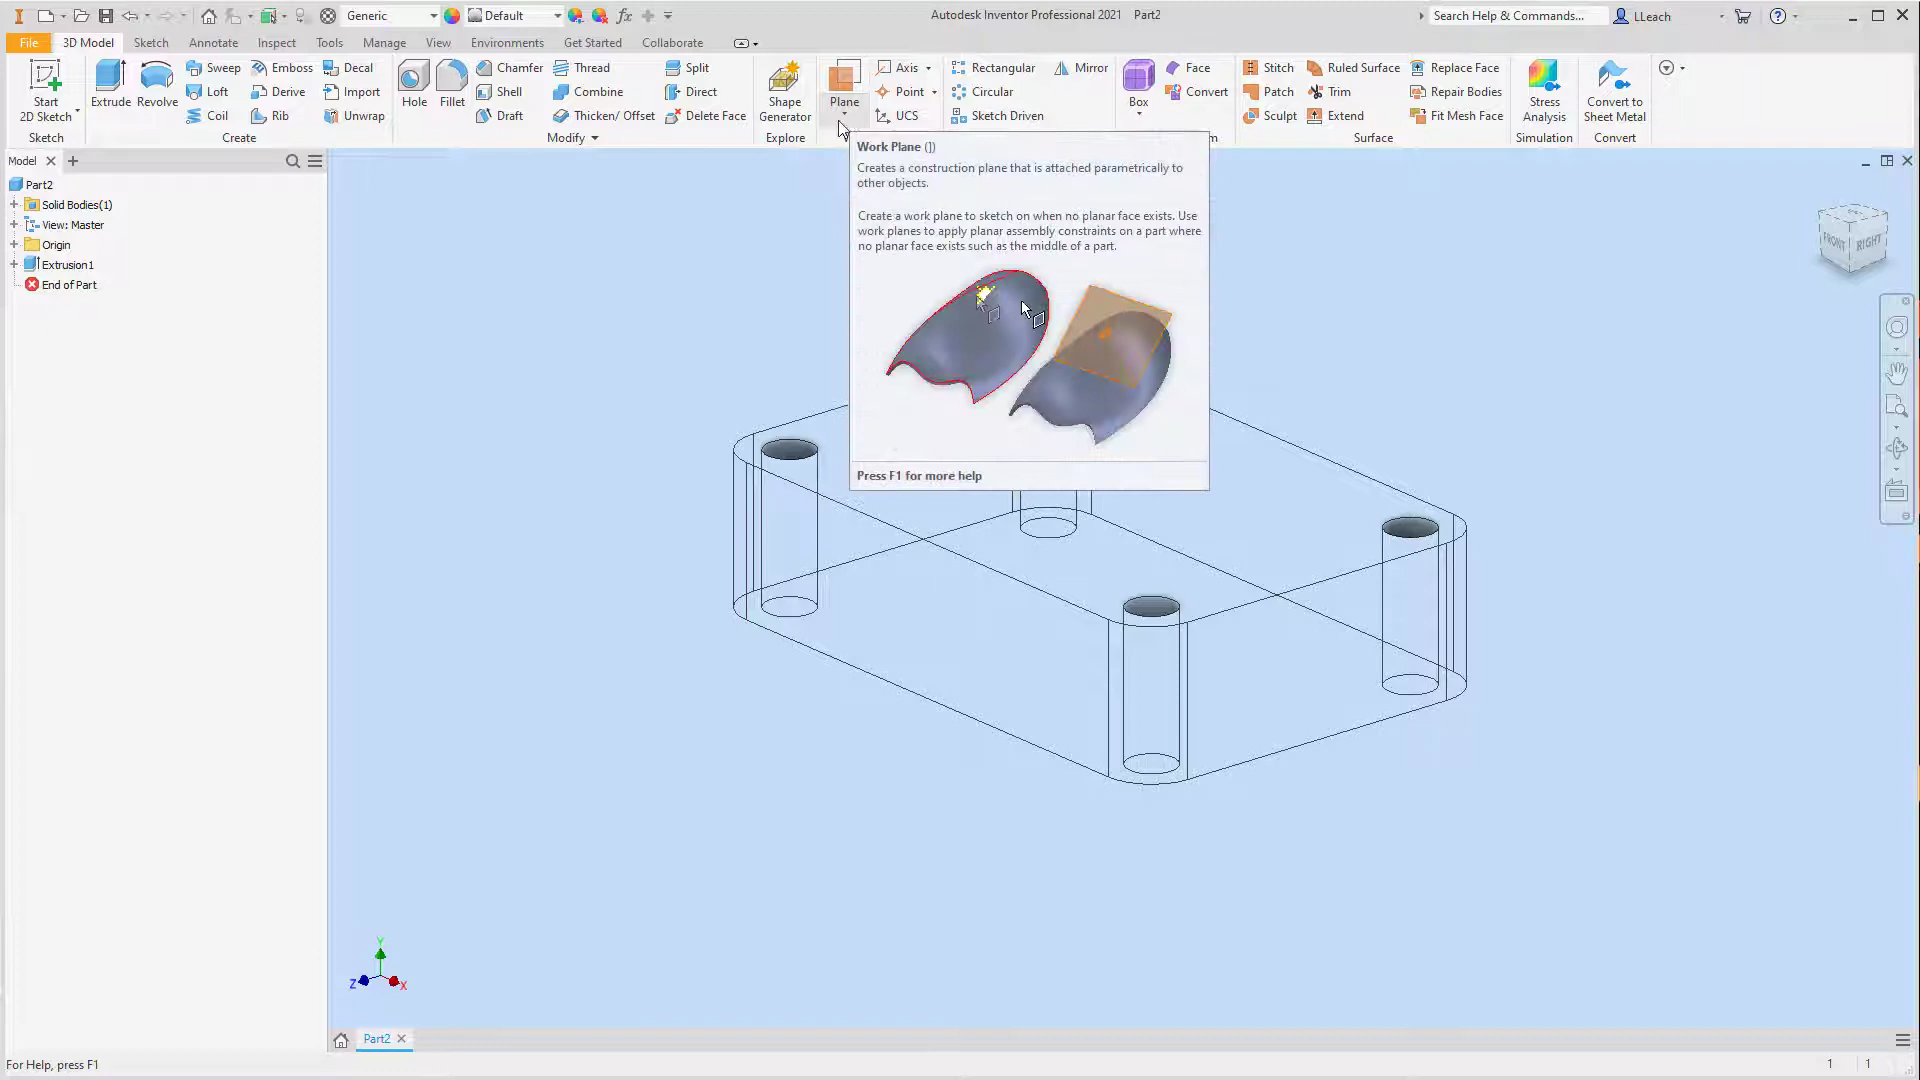 Generic
Default
fx
Autodesk Inventor Professional 2021 Part2
Search Help & Commands...
LLeach
File
3D Model
Sketch
Annotate
Inspect
Tools
Manage
View
Environments
Get Started
Collaborate
Start
2D Sketch
Sketch
Extrude
Revolve
Sweep
Loft
Coil
Emboss
Derive
Rib
Decal
Import
Unwrap
Create
Hole
Fillet
Chamfer
Shell
Draft
Thread
Combine
Thicken/ Offset
Split
Direct
Delete Face
Modify
Shape
Generator
Explore
Plane
Axis
Point
UCS
Rectangular
Circular
Sketch Driven
Mirror
Box
Face
Convert
Stitch
Patch
Sculpt
Ruled Surface
Trim
Extend
Replace Face
Repair Bodies
Fit Mesh Face
Surface
Stress
Analysis
Simulation
Convert to
Sheet Metal
Convert
Model
Part2
Solid Bodies(1)
View: Master
Origin
Extrusion1
End of Part
Work Plane (])
Creates a construction plane that is attached parametrically to
other objects.
Create a work plane to sketch on when no planar face exists. Use
work planes to apply planar assembly constraints on a part where
no planar face exists such as the middle of a part.
Press F1 for more help
FRONT
RIGHT
Y
Z
X
Part2
For Help, press F1
1
1